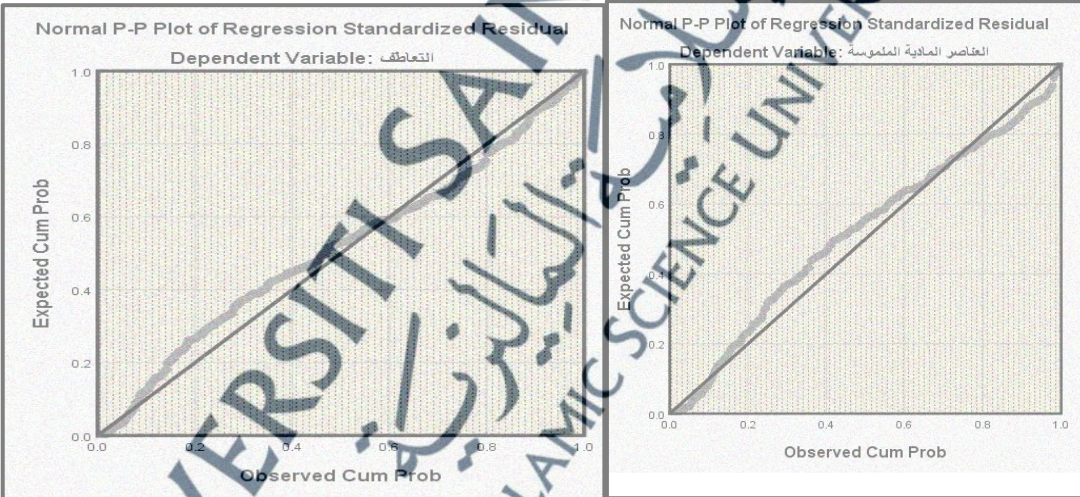 Normal P-P Plot of Regression Standardized Residual
Dependent Variable: التعاطف
Expected Cum Prob
1.0
0.8
0.6
0.4
0.2
0.0
0.0 0.2 0.4 0.6 0.8 1.0
Observed Cum Prob
Normal P-P Plot of Regression Standardized Residual
Dependent Variable: العناصر المادية الملموسة
Expected Cum Prob
1.0
0.8
0.6
0.4
0.2
0.0
0.0 0.2 0.4 0.6 0.8 1.0
Observed Cum Prob
VERSITI SAIN
LAMIC SCIENCE UNIVER